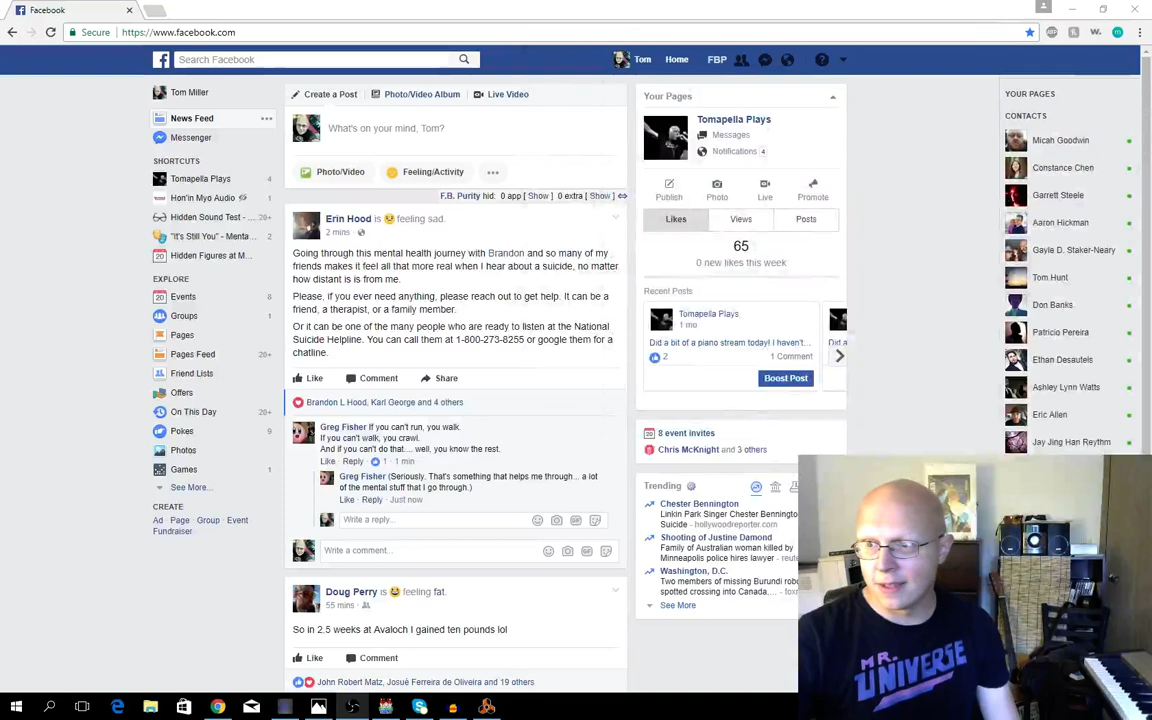 Facebook
Secure
https://www.facebook.com
Search Facebook
Tom
Home
FBP
Tom Miller
News Feed
Messenger
SHORTCUTS
Tomapella Plays 4
Hon'in Myo Audio 1
Hidden Sound Test - ... 20+
"It's Still You" - Menta...
Hidden Figures at M...
EXPLORE
Events 8
Groups
Pages
Pages Feed 20+
Friend Lists
Offers
On This Day 20+
Pokes 9
Photos
Games 1
See More...
CREATE
Ad Page Group Event
Fundraiser
Create a Post
Photo/Video Album
Live Video
What's on your mind, Tom?
Photo/Video
Feeling/Activity
F.B. Purity hid: 0 app [ Show ] 0 extra [ Show ]
Erin Hood is feeling sad.
2 mins
Going through this mental health journey with Brandon and so many of my
friends makes it feel all that more real when I hear about a suicide, no matter
how distant is is from me.
Please, if you ever need anything, please reach out to get help. It can be a
friend, a therapist, or a family member.
Or it can be one of the many people who are ready to listen at the National
Suicide Helpline. You can call them at 1-800-273-8255 or google them for a
chatline.
Like Comment Share
Brandon L Hood, Karl George and 4 others
Greg Fisher If you can't run, you walk.
If you can't walk, you crawl.
And if you can't do that.... well, you know the rest.
Like · Reply · 1 · 1 min
Greg Fisher (Seriously. That's something that helps me through... a lot
of the mental stuff that I go through.)
Like · Reply · Just now
Write a reply...
Write a comment...
Doug Perry is feeling fat.
55 mins
So in 2.5 weeks at Avaloch I gained ten pounds lol
Like Comment
John Robert Matz, Josué Ferreira de Oliveira and 19 others
Your Pages
Tomapella Plays
Messages
Notifications 4
Publish
Photo
Live
Promote
Likes
Views
Posts
65
0 new likes this week
Recent Posts
Tomapella Plays
1 mo
Did a bit of a piano stream today! I haven't...
2
1 Comment
Boost Post
8 event invites
Chris McKnight and 3 others
Trending
Chester Bennington
Linkin Park Singer Chester Bennington
Suicide - hollywoodreporter.com
Shooting of Justine Damond
Family of Australian woman killed by
Minneapolis police hires lawyer - reute
Washington, D.C.
Two members of missing Burundi robo
spotted crossing into Canada.
See More
YOUR PAGES
CONTACTS
Micah Goodwin
Constance Chen
Garrett Steele
Aaron Hickman
Gayle D. Staker-Neary
Tom Hunt
Don Banks
Patricio Pereira
Ethan Desautels
Ashley Lynn Watts
Eric Allen
Jay Jing Han Reythm
MR.
UNIVERSE